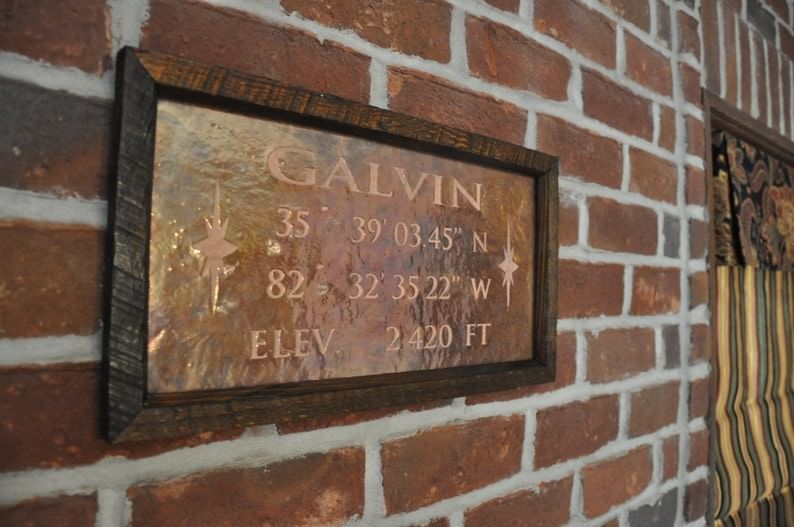 GALVIN
35° 39' 03.45" N
82° 32' 35.22" W
ELEV. 2,420 FT